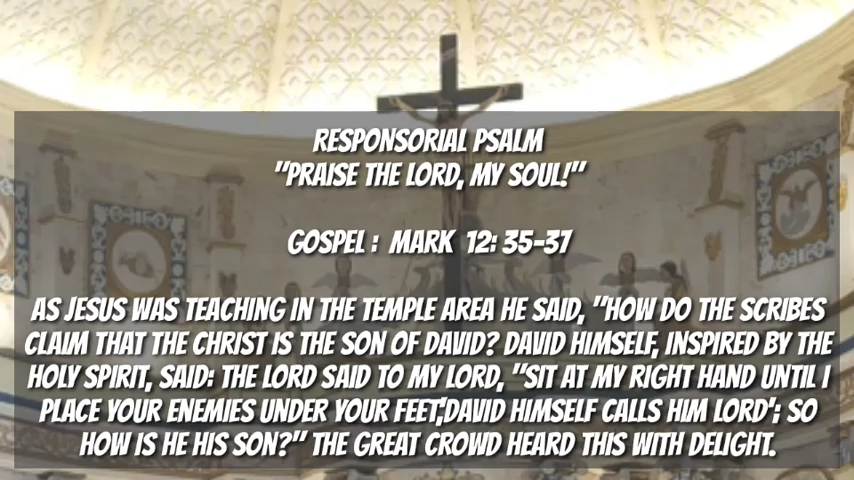 RESPONSORIAL PSALM
"PRAISE THE LORD, MY SOUL!"
GOSPEL : MARK 12: 35-37
AS JESUS WAS TEACHING IN THE TEMPLE AREA HE SAID, "HOW DO THE SCRIBES
CLAIM THAT THE CHRIST IS THE SON OF DAVID? DAVID HIMSELF, INSPIRED BY THE
HOLY SPIRIT, SAID: THE LORD SAID TO MY LORD, "SIT AT MY RIGHT HAND UNTIL I
PLACE YOUR ENEMIES UNDER YOUR FEET,'DAVID HIMSELF CALLS HIM LORD'; SO
HOW IS HE HIS SON?" THE GREAT CROWD HEARD THIS WITH DELIGHT.